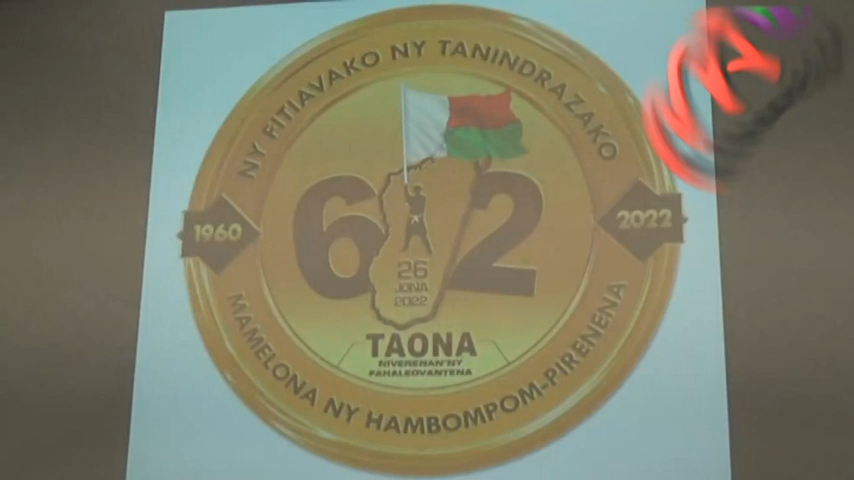 NY FITIAVAKO NY TANINDRAZAKO
1960
2022
62
26
JONA
2022
TAONA
NIVERENAN'NY
FAHALEOVANTENA
MAMELONA NY HAMBOMPOM-PIRENENA